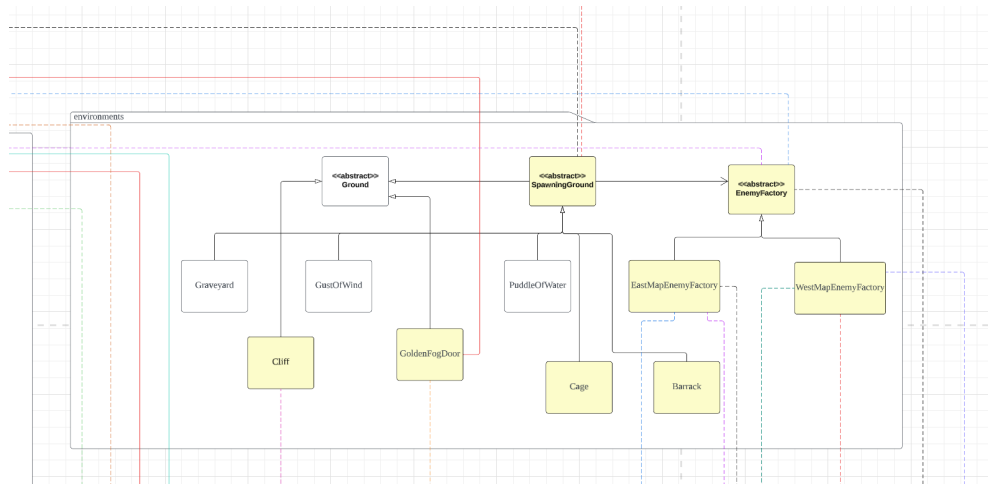 environments
<<abstract>>
Ground
<<abstract>>
SpawningGround
<<abstract>>
EnemyFactory
Graveyard
GustOfWind
PuddleOfWater
EastMapEnemyFactory
WestMapEnemyFactory
Cliff
GoldenFogDoor
Cage
Barrack